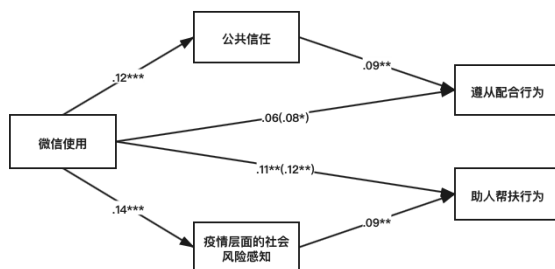 公共信任
.12***
.09**
遵从配合行为
.06(.08*)
微信使用
.11**(.12**)
助人帮扶行为
.14***
.09**
疫情层面的社会
风险感知